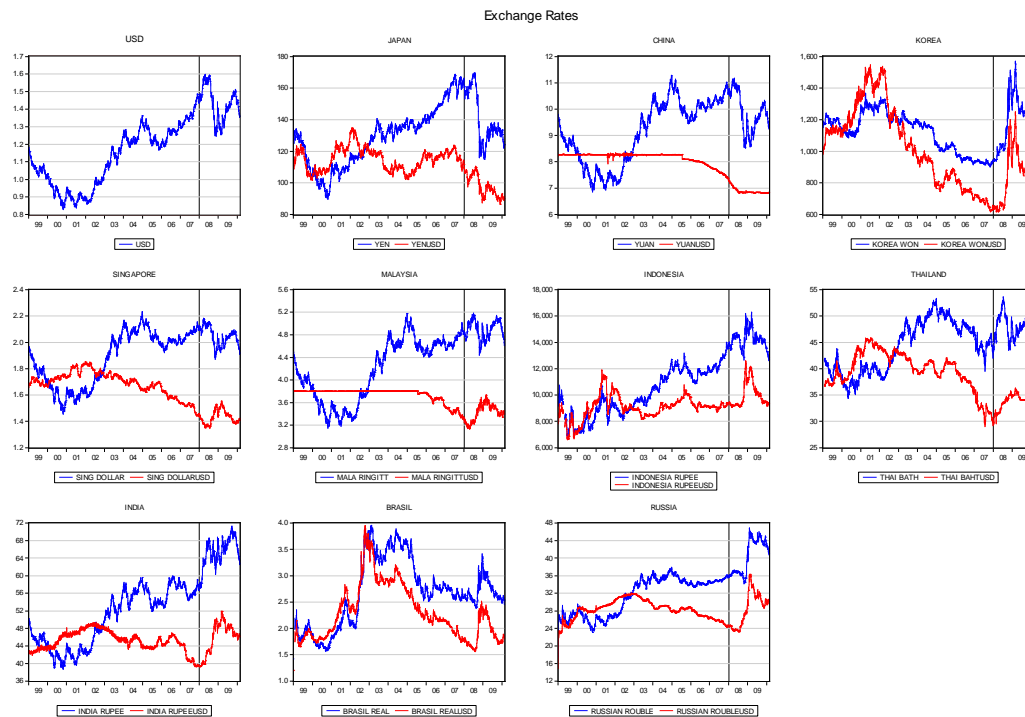 Exchange Rates
USD
1.7
1.6
1.5
1.4
1.3
1.2
1.1
1.0
0.9
0.8
99 00 01 02 03 04 05 06 07 08 09
USD
JAPAN
180
160
140
120
100
80
99 00 01 02 03 04 05 06 07 08 09
YEN YENUSD
CHINA
12
11
10
9
8
7
6
99 00 01 02 03 04 05 06 07 08 09
YUAN YUANUSD
KOREA
1,600
1,400
1,200
1,000
800
600
99 00 01 02 03 04 05 06 07 08 09
KOREA WON KOREA WONUSD
SINGAPORE
2.4
2.2
2.0
1.8
1.6
1.4
1.2
99 00 01 02 03 04 05 06 07 08 09
SING DOLLAR SING DOLLARUSD
MALAYSIA
5.6
5.2
4.8
4.4
4.0
3.6
3.2
2.8
99 00 01 02 03 04 05 06 07 08 09
MALA RINGITT MALA RINGITTUSD
INDONESIA
18,000
16,000
14,000
12,000
10,000
8,000
6,000
99 00 01 02 03 04 05 06 07 08 09
INDONESIA RUPEE
INDONESIA RUPEEUSD
THAILAND
55
50
45
40
35
30
25
99 00 01 02 03 04 05 06 07 08 09
THAI BATH THAI BAHTUSD
INDIA
72
68
64
60
56
52
48
44
40
36
99 00 01 02 03 04 05 06 07 08 09
INDIA RUPEE INDIA RUPEEUSD
BRASIL
4.0
3.5
3.0
2.5
2.0
1.5
1.0
99 00 01 02 03 04 05 06 07 08 09
BRASIL REAL BRASIL REALUSD
RUSSIA
48
44
40
36
32
28
24
20
16
12
99 00 01 02 03 04 05 06 07 08 09
RUSSIAN ROUBLE RUSSIAN ROUBLEUSD